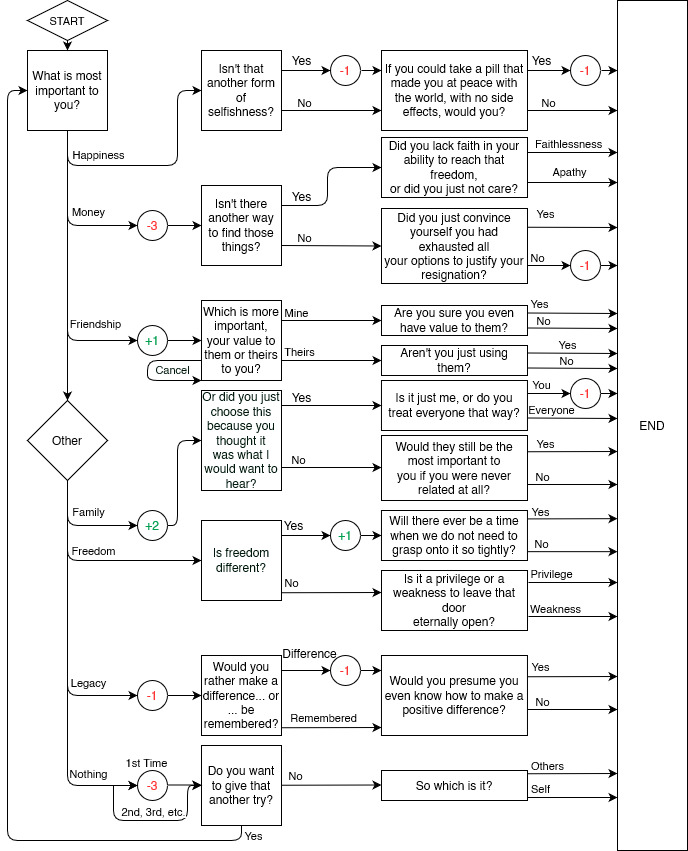 START
What is most
important to
you?
Happiness
Isn't that
another form
of
selfishness?
Yes
-1
No
If you could take a pill that
made you at peace with
the world, with no side
effects, would you?
Yes
-1
No
Money
-3
Isn't there
another way
to find those
things?
Yes
No
Did you lack faith in your
ability to reach that
freedom,
or did you just not care?
Faithlessness
Apathy
Did you just convince
yourself you had
exhausted all
your options to justify your
resignation?
Yes
No
-1
Friendship
+1
Which is more
important,
your value to
them or theirs
to you?
Cancel
Mine
Theirs
Are you sure you even
have value to them?
Yes
No
Aren't you just using
them?
Yes
No
Other
Family
+2
Or did you just
choose this
because you
thought it
was what I
would want to
hear?
Yes
No
Is it just me, or do you
treat everyone that way?
You
-1
Everyone
Would they still be the
most important to
you if you were never
related at all?
Yes
No
Freedom
Is freedom
different?
Yes
+1
No
Will there ever be a time
when we do not need to
grasp onto it so tightly?
Yes
No
Is it a privilege or a
weakness to leave that
door
eternally open?
Privilege
Weakness
Legacy
-1
Would you
rather make a
difference... or
... be
remembered?
Difference
-1
Remembered
Would you presume you
even know how to make a
positive difference?
Yes
No
Nothing
1st Time
-3
2nd, 3rd, etc.
Do you want
to give that
another try?
No
Yes
So which is it?
Others
Self
END